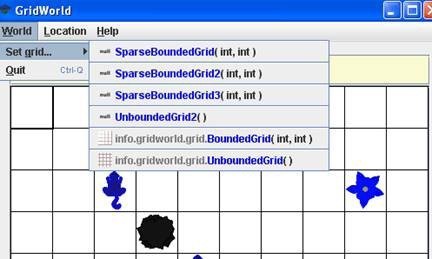 GridWorld
World Location Help
Set grid...
Quit Ctrl-Q
null SparseBoundedGrid( int, int )
null SparseBoundedGrid2( int, int )
null SparseBoundedGrid3( int, int )
null UnboundedGrid2( )
info.gridworld.grid.BoundedGrid( int, int )
info.gridworld.grid.UnboundedGrid( )